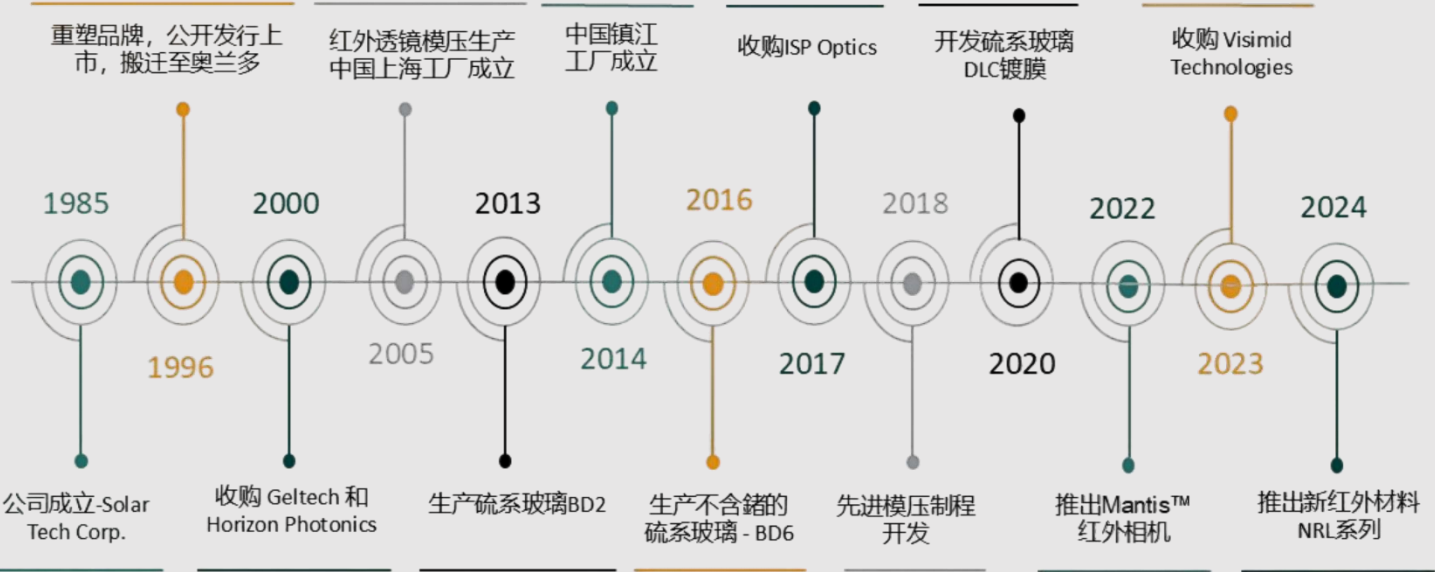 重塑品牌，公开发行上
市，搬迁至奥兰多
红外透镜模压生产
中国上海工厂成立
中国镇江
工厂成立
收购ISP Optics
开发硫系玻璃
DLC镀膜
收购 Visimid
Technologies
1985
2000
2013
2016
2018
2022
2024
1996
2005
2014
2017
2020
2023
公司成立-Solar
Tech Corp.
收购 Geltech 和
Horizon Photonics
生产硫系玻璃BD2
生产不含鍺的
硫系玻璃 - BD6
先进模压制程
开发
推出Mantis™
红外相机
推出新红外材料
NRL系列